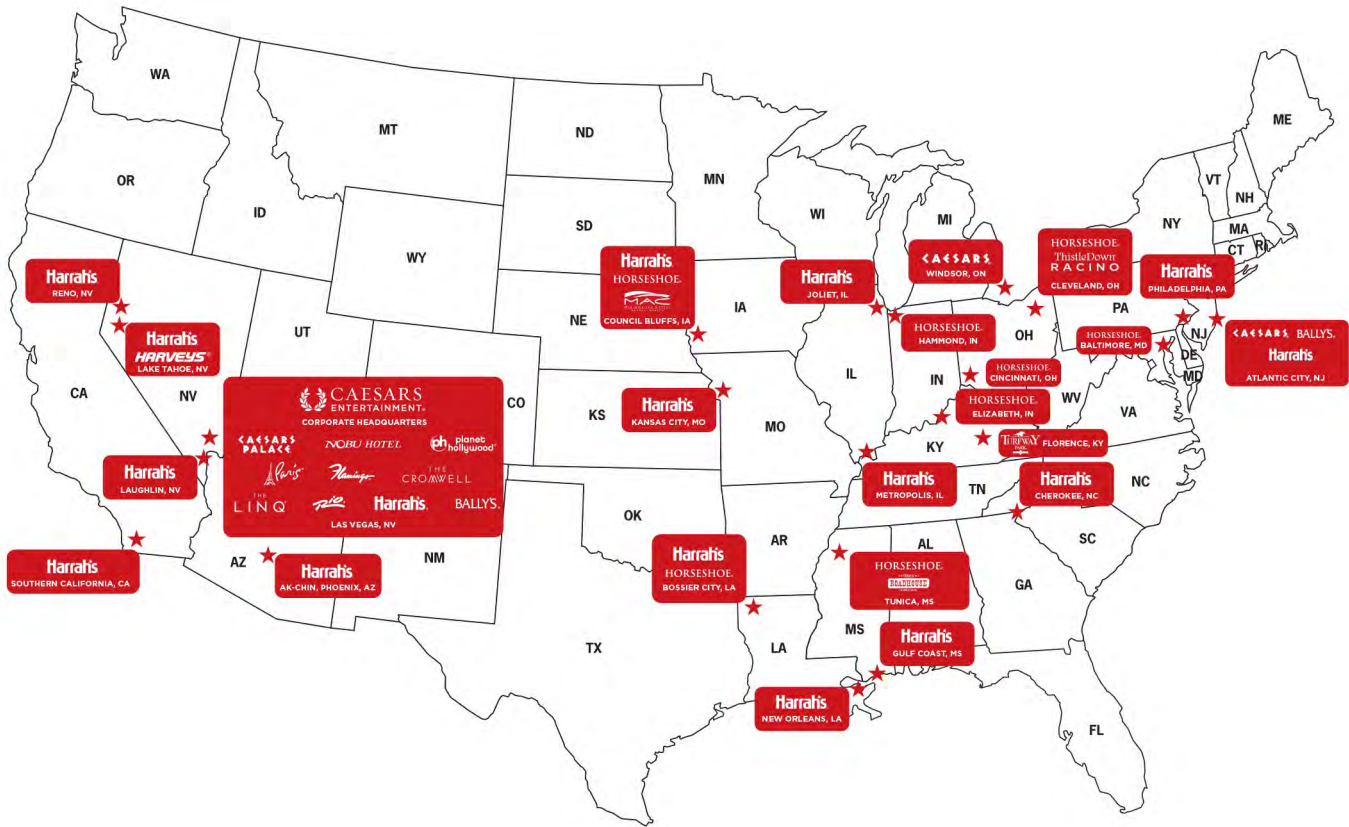 WA
MT
ND
MN
ME
OR
ID
SD
WI
MI
NY
VT
NH
MA
CT
RI
WY
Harrah's
RENO, NV
Harrah's
HARVEYS
LAKE TAHOE, NV
Harrah's
HORSESHOE
MAC
COUNCIL BLUFFS, IA
NE
IA
Harrah's
JOLIET, IL
CAESARS
WINDSOR, ON
HORSESHOE
ThistleDown
RACINO
CLEVELAND, OH
Harrah's
PHILADELPHIA, PA
PA
NJ
OH
HORSESHOE
HAMMOND, IN
HORSESHOE
BALTIMORE, MD
DE
MD
CAESARS BALLY'S
Harrah's
ATLANTIC CITY, NJ
CA
NV
UT
CO
KS
MO
IL
IN
WV
VA
KY
HORSESHOE
CINCINNATI, OH
HORSESHOE
ELIZABETH, IN
TURFWAY
PARK
FLORENCE, KY
Harrah's
KANSAS CITY, MO
CAESARS
ENTERTAINMENT®
CORPORATE HEADQUARTERS
CAESARS
PALACE
NOBU HOTEL
ph planet
hollywood
Paris
Flamingo
THE
CROMWELL
THE
LINQ
Rio
Harrah's
BALLY'S
LAS VEGAS, NV
Harrah's
LAUGHLIN, NV
Harrah's
METROPOLIS, IL
TN
Harrah's
CHEROKEE, NC
NC
Harrah's
SOUTHERN CALIFORNIA, CA
AZ
Harrah's
AK-CHIN, PHOENIX, AZ
NM
OK
AR
Harrah's
HORSESHOE
BOSSIER CITY, LA
AL
HORSESHOE
ROADHOUSE
TUNICA, MS
SC
GA
TX
LA
MS
Harrah's
GULF COAST, MS
Harrah's
NEW ORLEANS, LA
FL